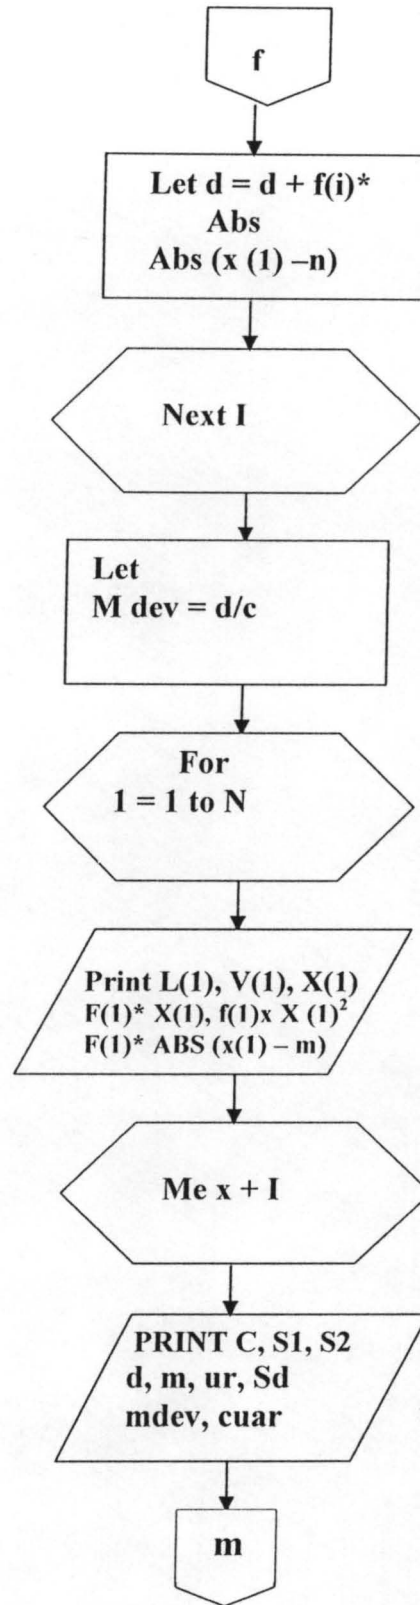 f
Let d = d + f(i)*
Abs
Abs (x (1) –n)
Next I
Let
M dev = d/c
For
1 = 1 to N
Print L(1), V(1), X(1)
F(1)* X(1), f(1)x X (1)²
F(1)* ABS (x(1) – m)
Me x + I
PRINT C, S1, S2
d, m, ur, Sd
mdev, cuar
m